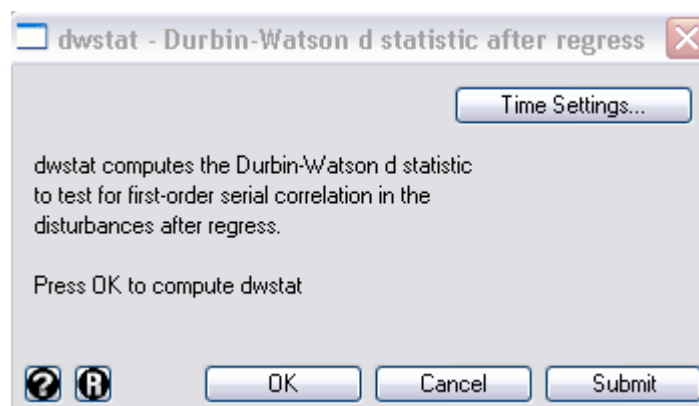 dwstat - Durbin-Watson d statistic after regress
Time Settings...
dwstat computes the Durbin-Watson d statistic
to test for first-order serial correlation in the
disturbances after regress.
Press OK to compute dwstat
? R OK Cancel Submit